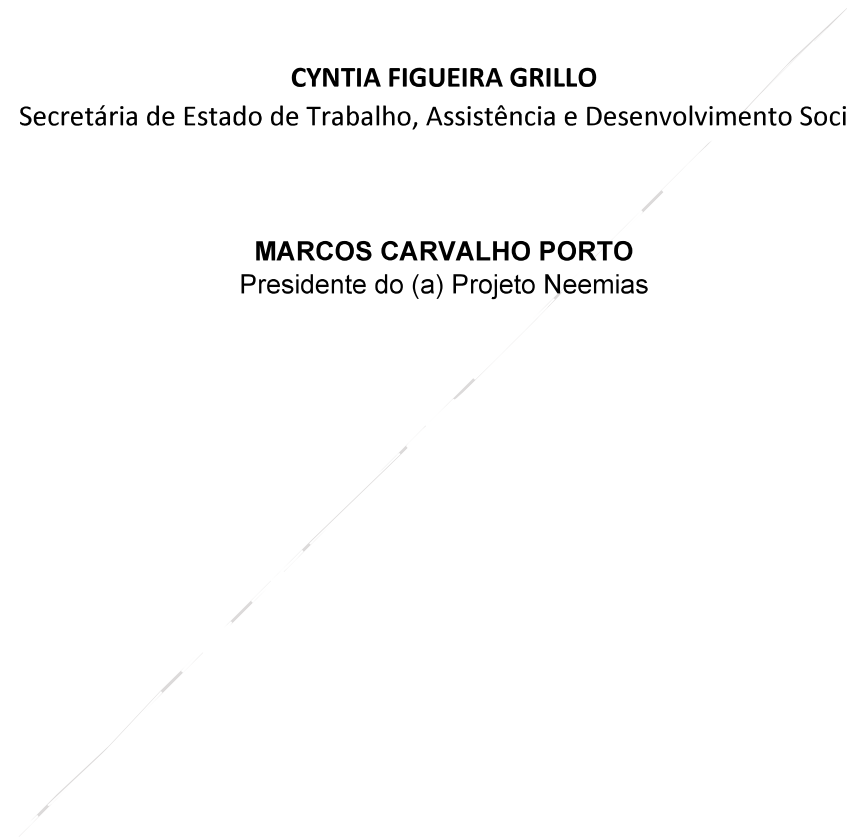 CYNTIA FIGUEIRA GRILLO
Secretária de Estado de Trabalho, Assistência e Desenvolvimento Soci
MARCOS CARVALHO PORTO
Presidente do (a) Projeto Neemias